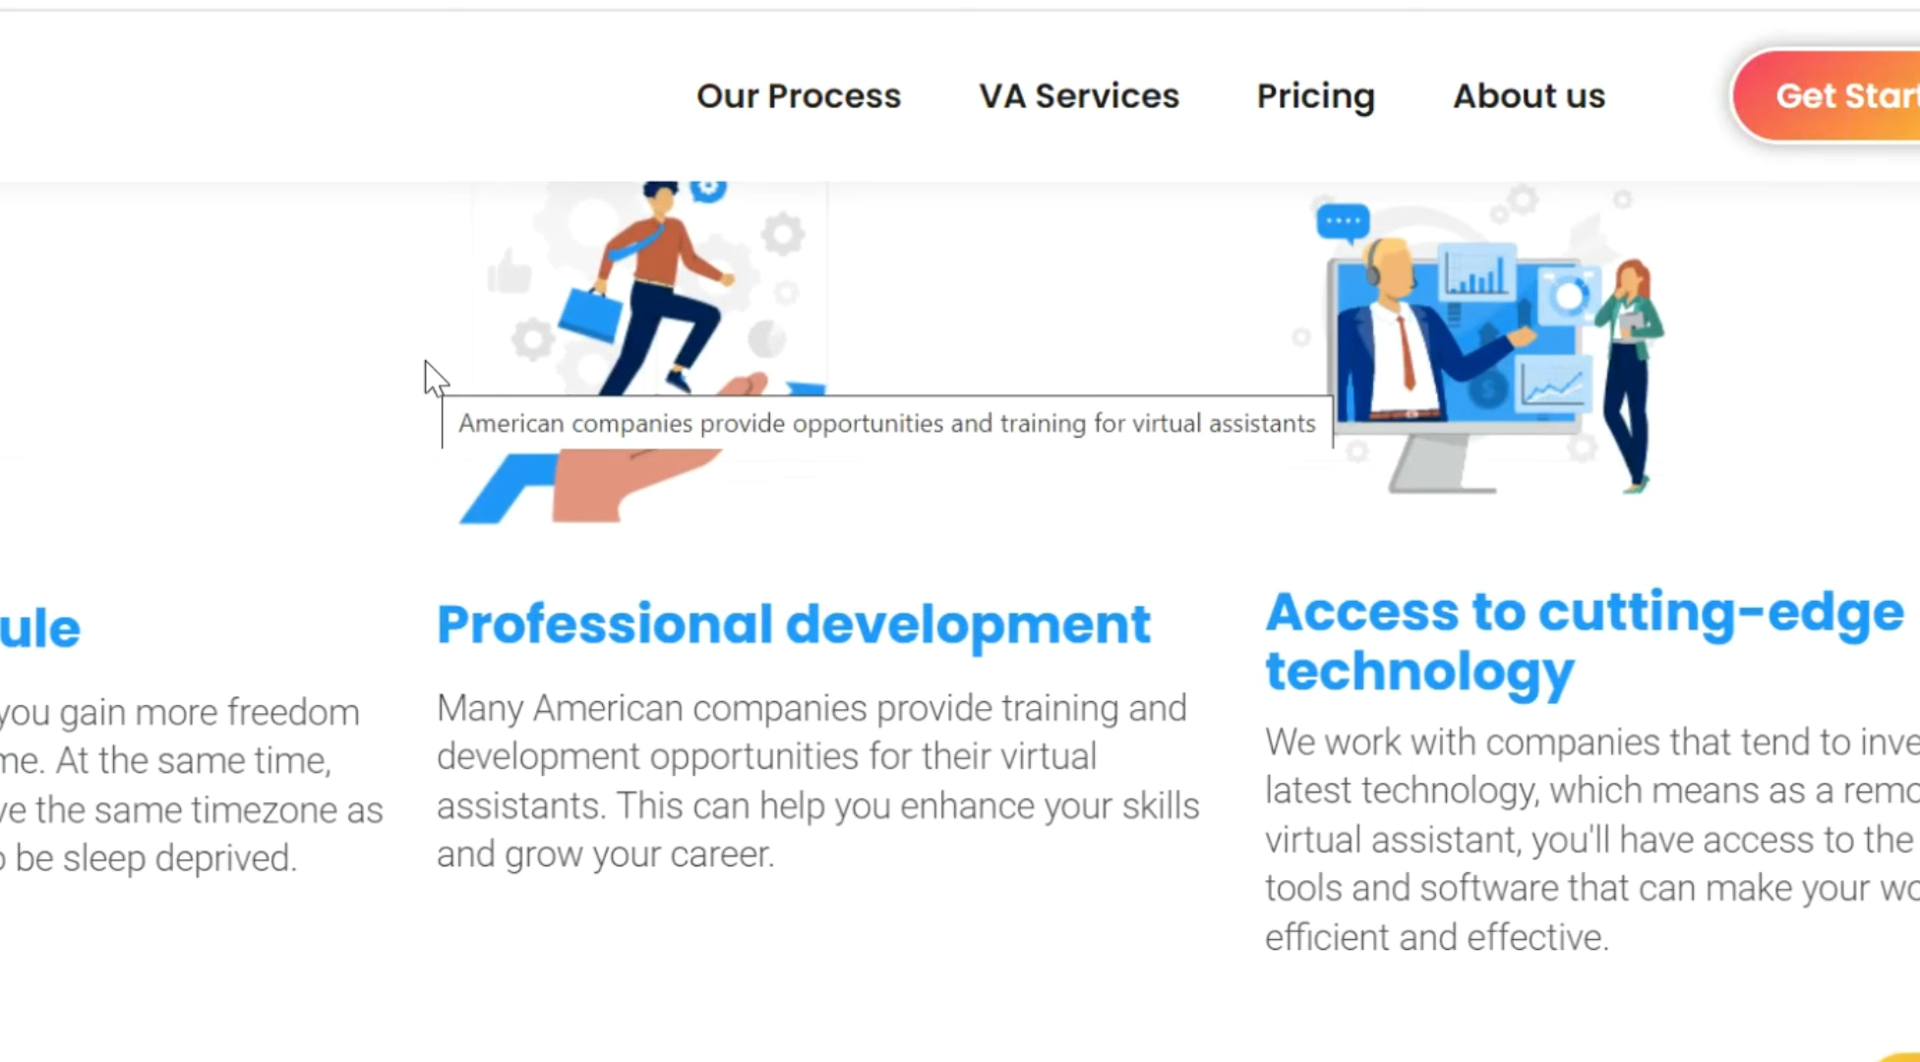 Our Process
VA Services
Pricing
About us
Get Start
American companies provide opportunities and training for virtual assistants
ule
you gain more freedom
me. At the same time,
ve the same timezone as
be sleep deprived.
Professional development
Many American companies provide training and
development opportunities for their virtual
assistants. This can help you enhance your skills
and grow your career.
Access to cutting-edge
technology
We work with companies that tend to inve
latest technology, which means as a remo
virtual assistant, you'll have access to the
tools and software that can make your wo
efficient and effective.